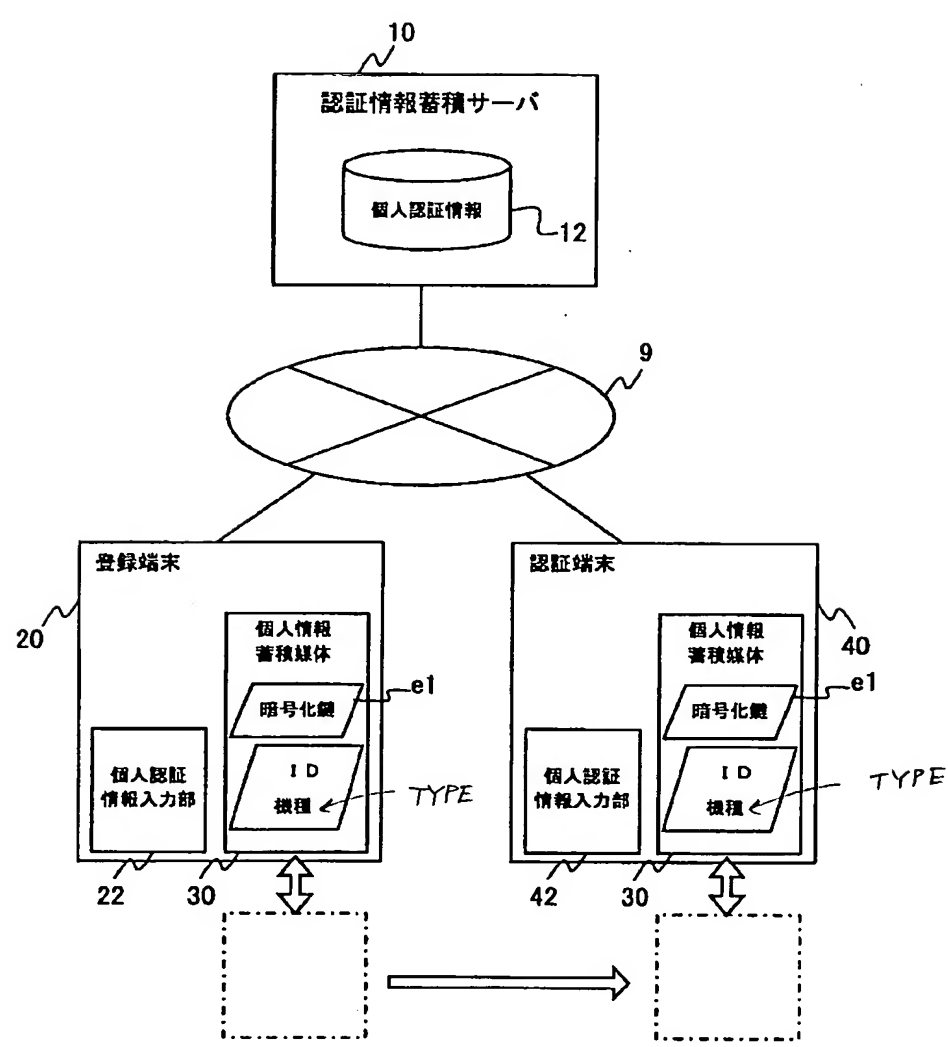 10
認証情報蓄積サーバ
個人認証情報
12
9
登録端末
20
個人情報
蓄積媒体
e1
暗号化鍵
個人認証
情報入力部
ID
機種
TYPE
22
30
認証端末
40
個人情報
蓄積媒体
e1
暗号化鍵
個人認証
情報入力部
ID
機種
TYPE
42
30